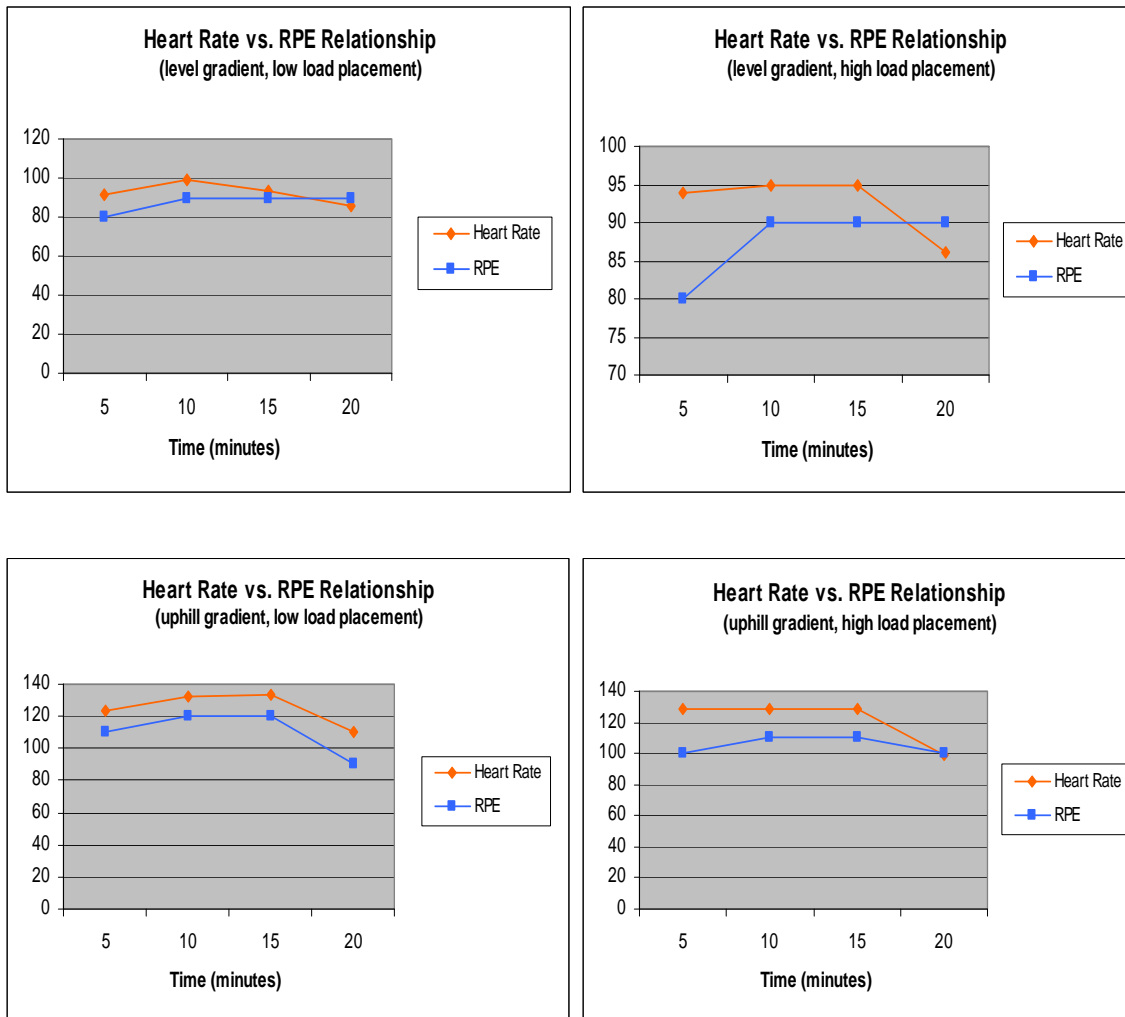 Heart Rate vs. RPE Relationship
(level gradient, low load placement)
120
100
80
60
40
20
0
5 10 15 20
Time (minutes)
Heart Rate
RPE
Heart Rate vs. RPE Relationship
(level gradient, high load placement)
100
95
90
85
80
75
70
5 10 15 20
Time (minutes)
Heart Rate
RPE
Heart Rate vs. RPE Relationship
(uphill gradient, low load placement)
140
120
100
80
60
40
20
0
5 10 15 20
Time (minutes)
Heart Rate
RPE
Heart Rate vs. RPE Relationship
(uphill gradient, high load placement)
140
120
100
80
60
40
20
0
5 10 15 20
Time (minutes)
Heart Rate
RPE